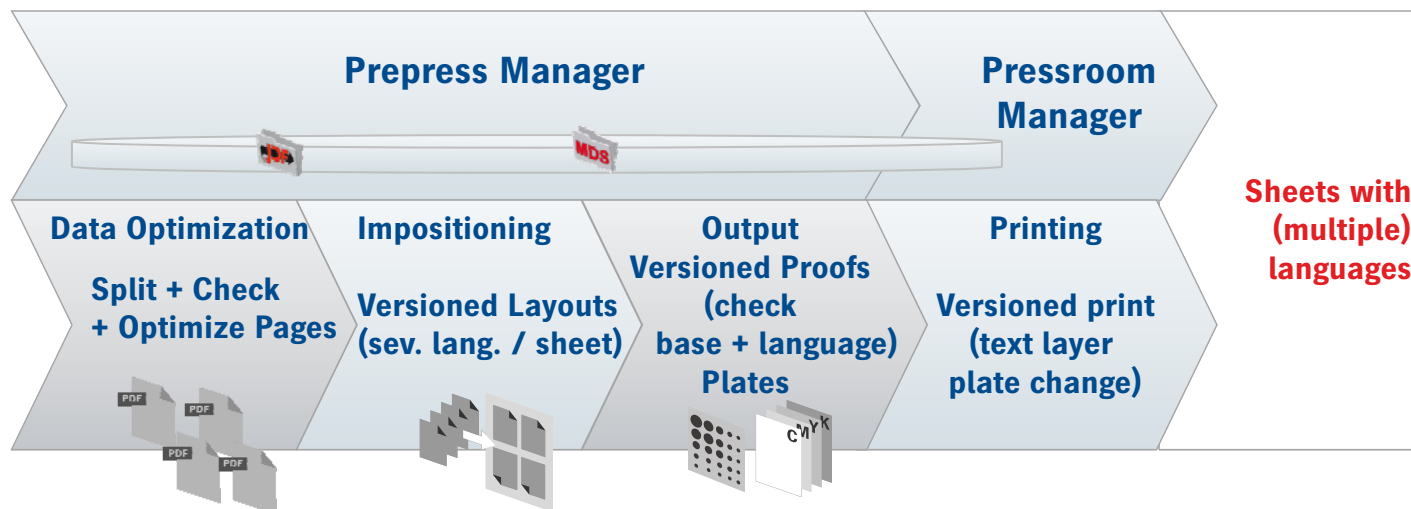 Prepress Manager
Pressroom
Manager
JDF
MDS
Sheets with
(multiple)
languages
Data Optimization
Split + Check
+ Optimize Pages
PDF
PDF
PDF
PDF
Impositioning
Versioned Layouts
(sev. lang. / sheet)
Output
Versioned Proofs
(check
base + language)
Plates
CMYK
Printing
Versioned print
(text layer
plate change)